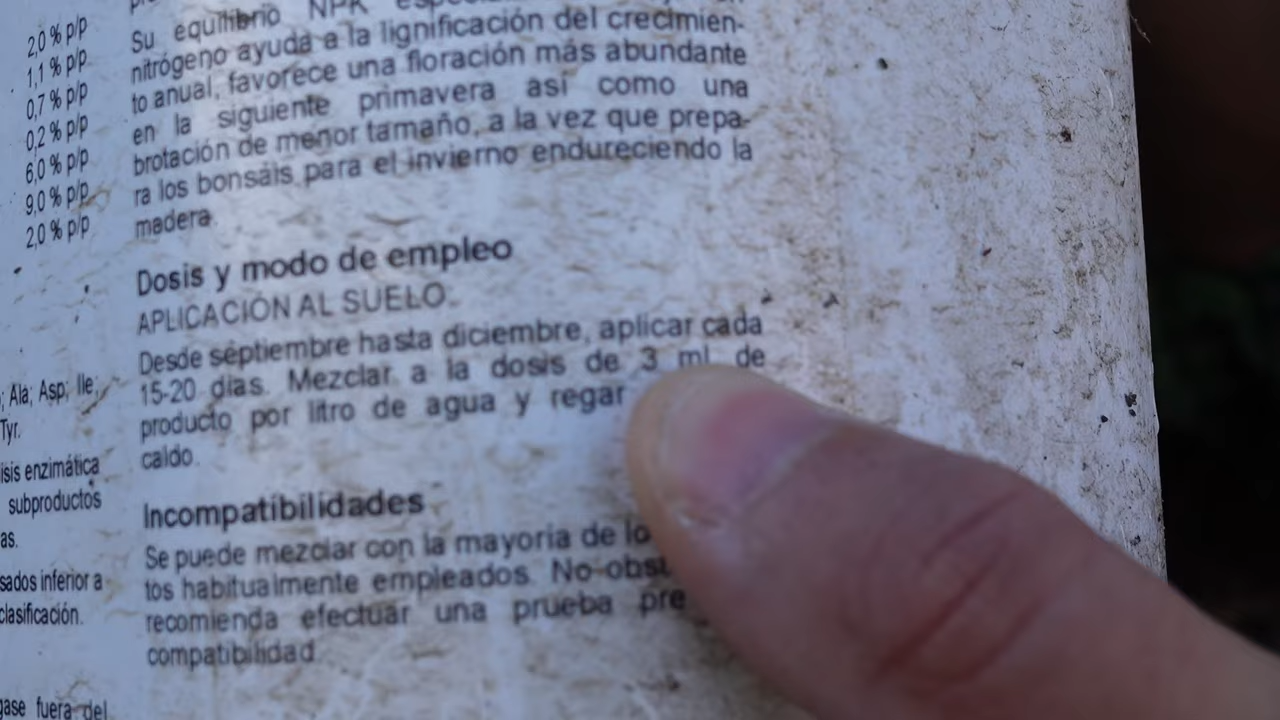 2,0 % p/p
1,1 % p/p
0,7 % p/p
0,2 % p/p
6,0 % p/p
9,0 % p/p
2,0 % p/p
Ala; Asp; Ile;
Tyr.
isis enzimática
subproductos
as.
sados inferior a
clasificación.
gase fuera del
Su equilibrio NPK
nitrógeno ayuda a la lignificación del crecimien-
to anual, favorece una floración más abundante
en la siguiente primavera así como una
brotación de menor tamaño, a la vez que prepa-
ra los bonsáis para el invierno endureciendo la
madera.
Dosis y modo de empleo
APLICACIÓN AL SUELO.
Desde septiembre hasta diciembre, aplicar cada
15-20 días. Mezclar a la dosis de 3 ml de
producto por litro de agua y regar
caldo.
Incompatibilidades
Se puede mezclar con la mayoría de lo
tos habitualmente empleados. No obst
recomienda efectuar una prueba pre
compatibilidad